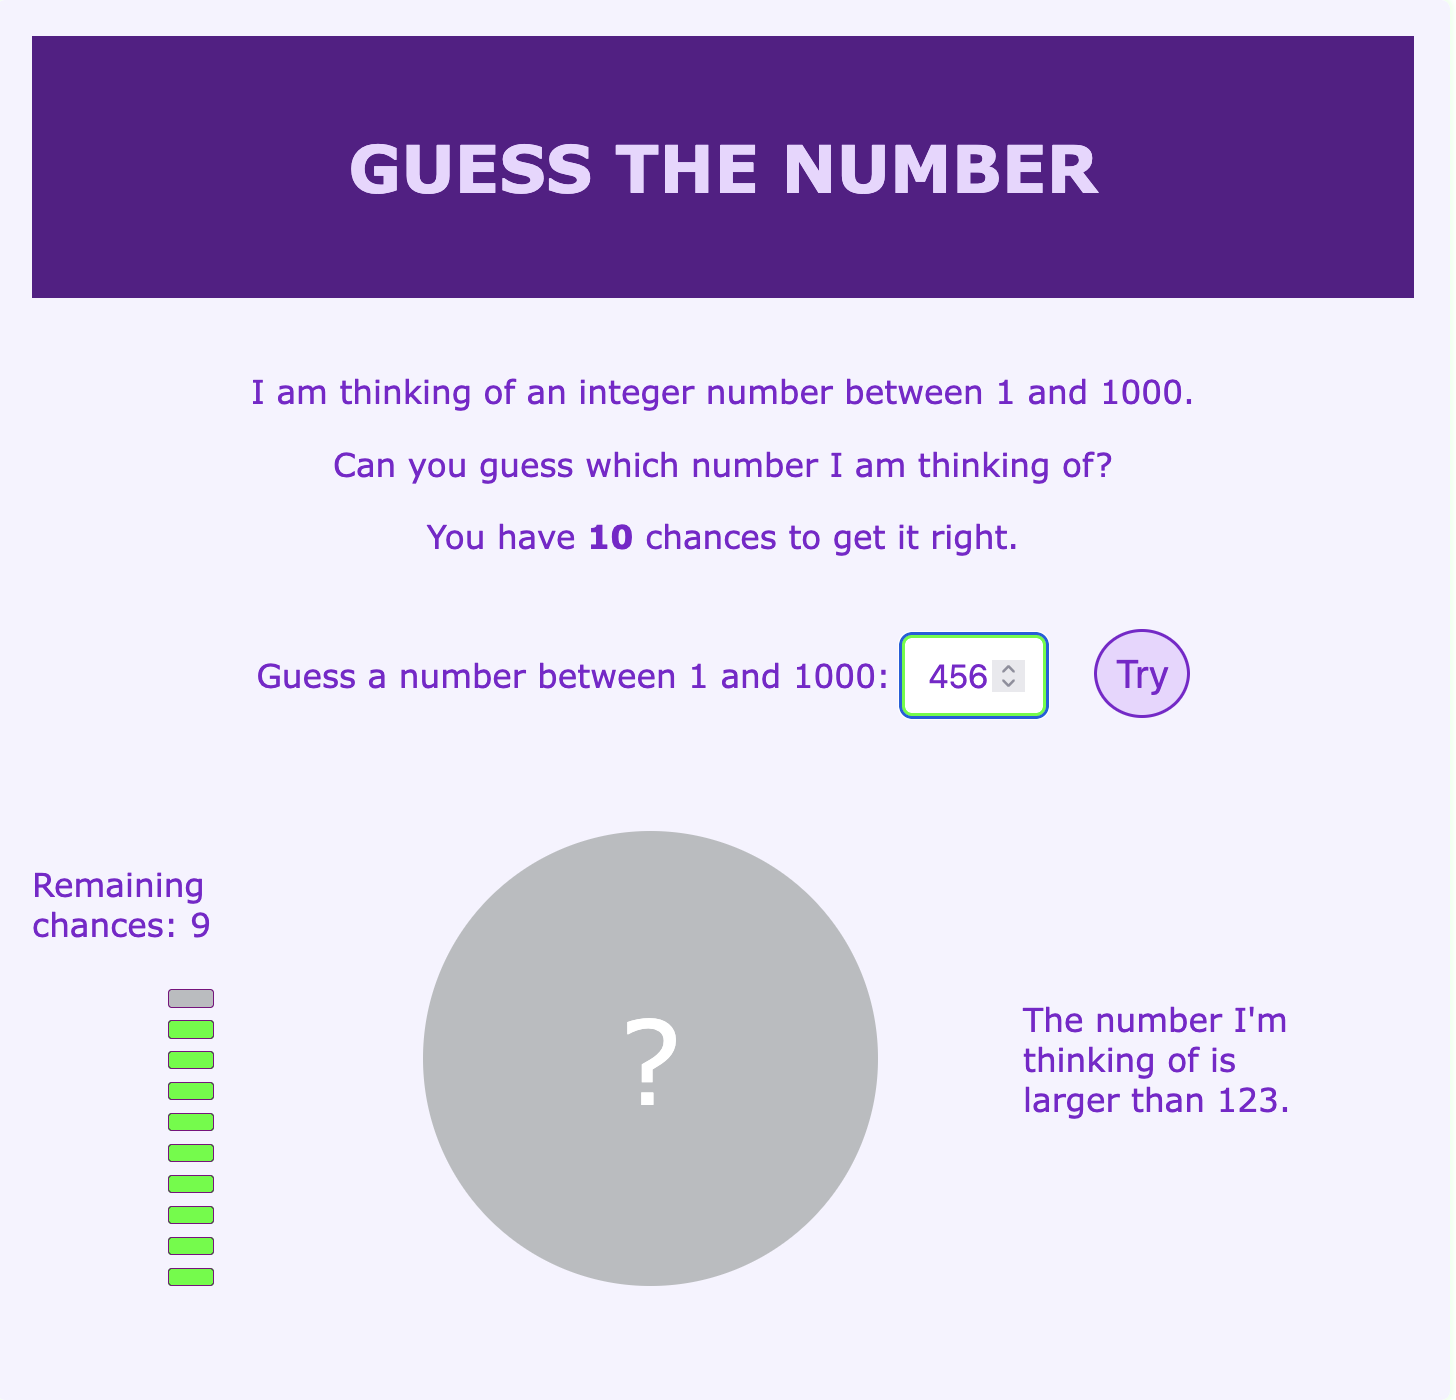 GUESS THE NUMBER
I am thinking of an integer number between 1 and 1000.
Can you guess which number I am thinking of?
You have 10 chances to get it right.
Guess a number between 1 and 1000: 456 Try
Remaining
chances: 9
?
The number I'm
thinking of is
larger than 123.